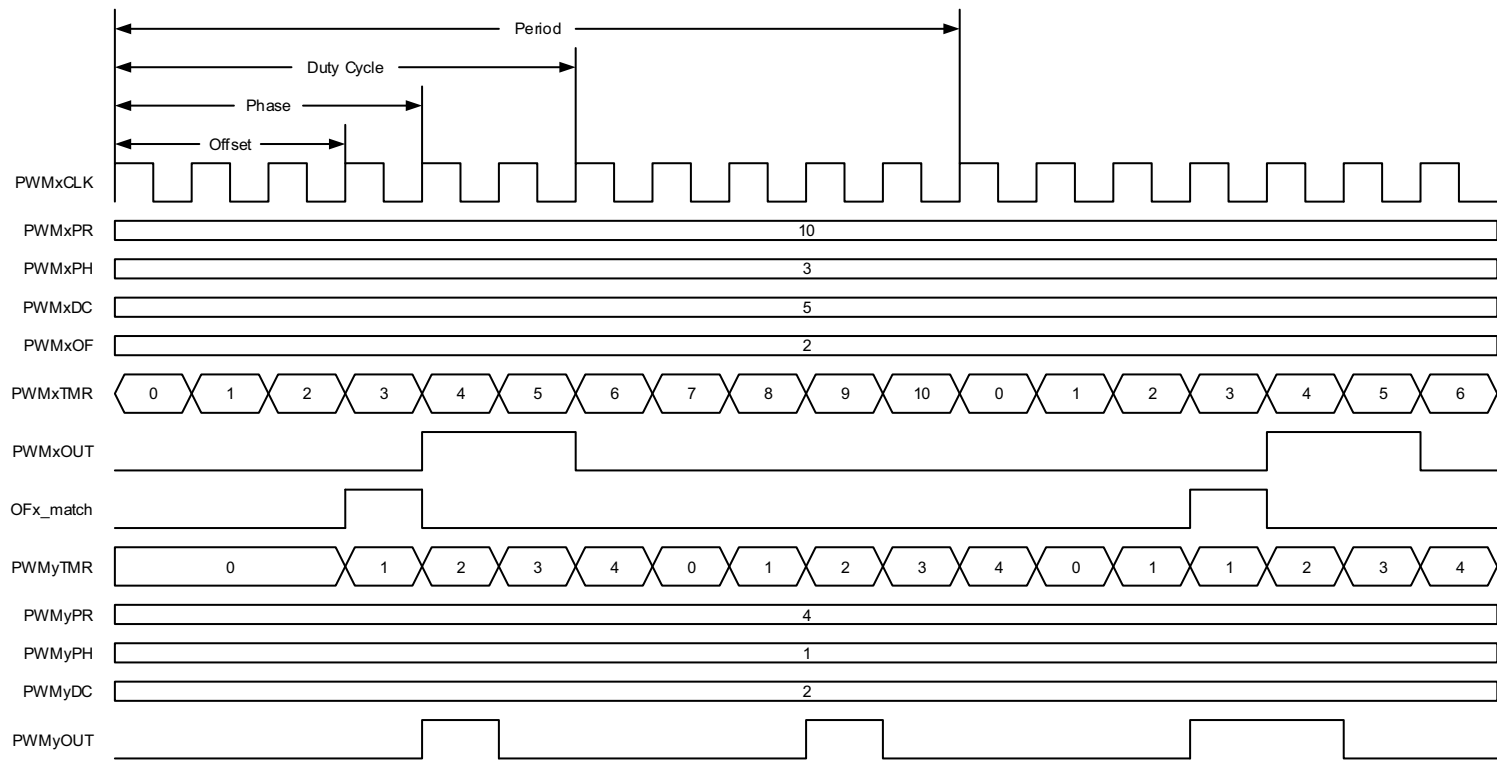 Period
Duty Cycle
Phase
Offset
PWMxCLK
PWMxPR 10
PWMxPH 3
PWMxDC 5
PWMxOF 2
PWMxTMR 0 1 2 3 4 5 6 7 8 9 10 0 1 2 3 4 5 6
PWMxOUT
OFx_match
PWMyTMR 0 1 2 3 4 0 1 2 3 4 0 1 1 2 3 4
PWMyPR 4
PWMyPH 1
PWMyDC 2
PWMyOUT